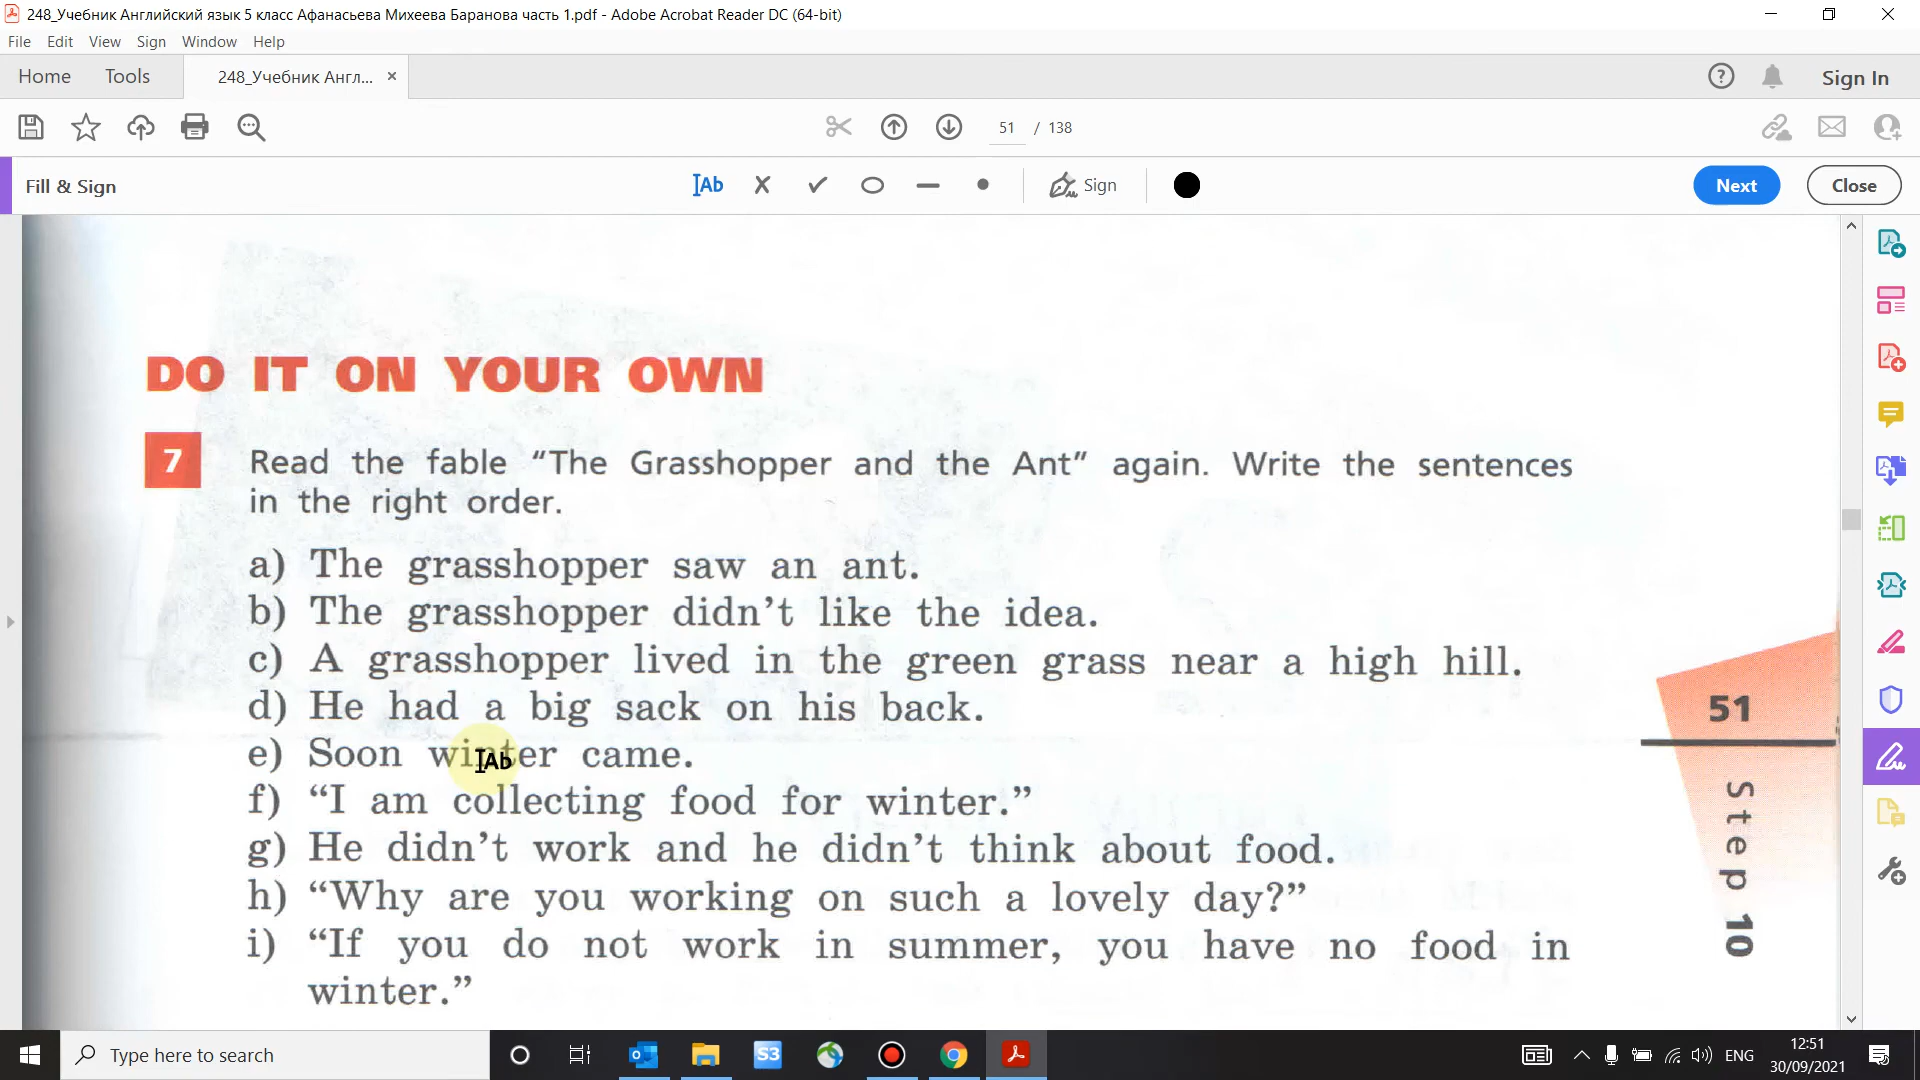 248_Учебник Английский язык 5 класс Афанасьева Михеева Баранова часть 1.pdf - Adobe Acrobat Reader DC (64-bit)
File Edit View Sign Window Help
Home Tools 248_Учебник Англ... Sign In
51 / 138
Fill & Sign Ab Sign Next Close
DO IT ON YOUR OWN
7 Read the fable “The Grasshopper and the Ant” again. Write the sentences
in the right order.
a) The grasshopper saw an ant.
b) The grasshopper didn’t like the idea.
c) A grasshopper lived in the green grass near a high hill.
d) He had a big sack on his back.
e) Soon winter came.
f) “I am collecting food for winter.”
g) He didn’t work and he didn’t think about food.
h) “Why are you working on such a lovely day?”
i) “If you do not work in summer, you have no food in
winter.”
51
Step 10
Type here to search
S3
ENG
12:51
30/09/2021